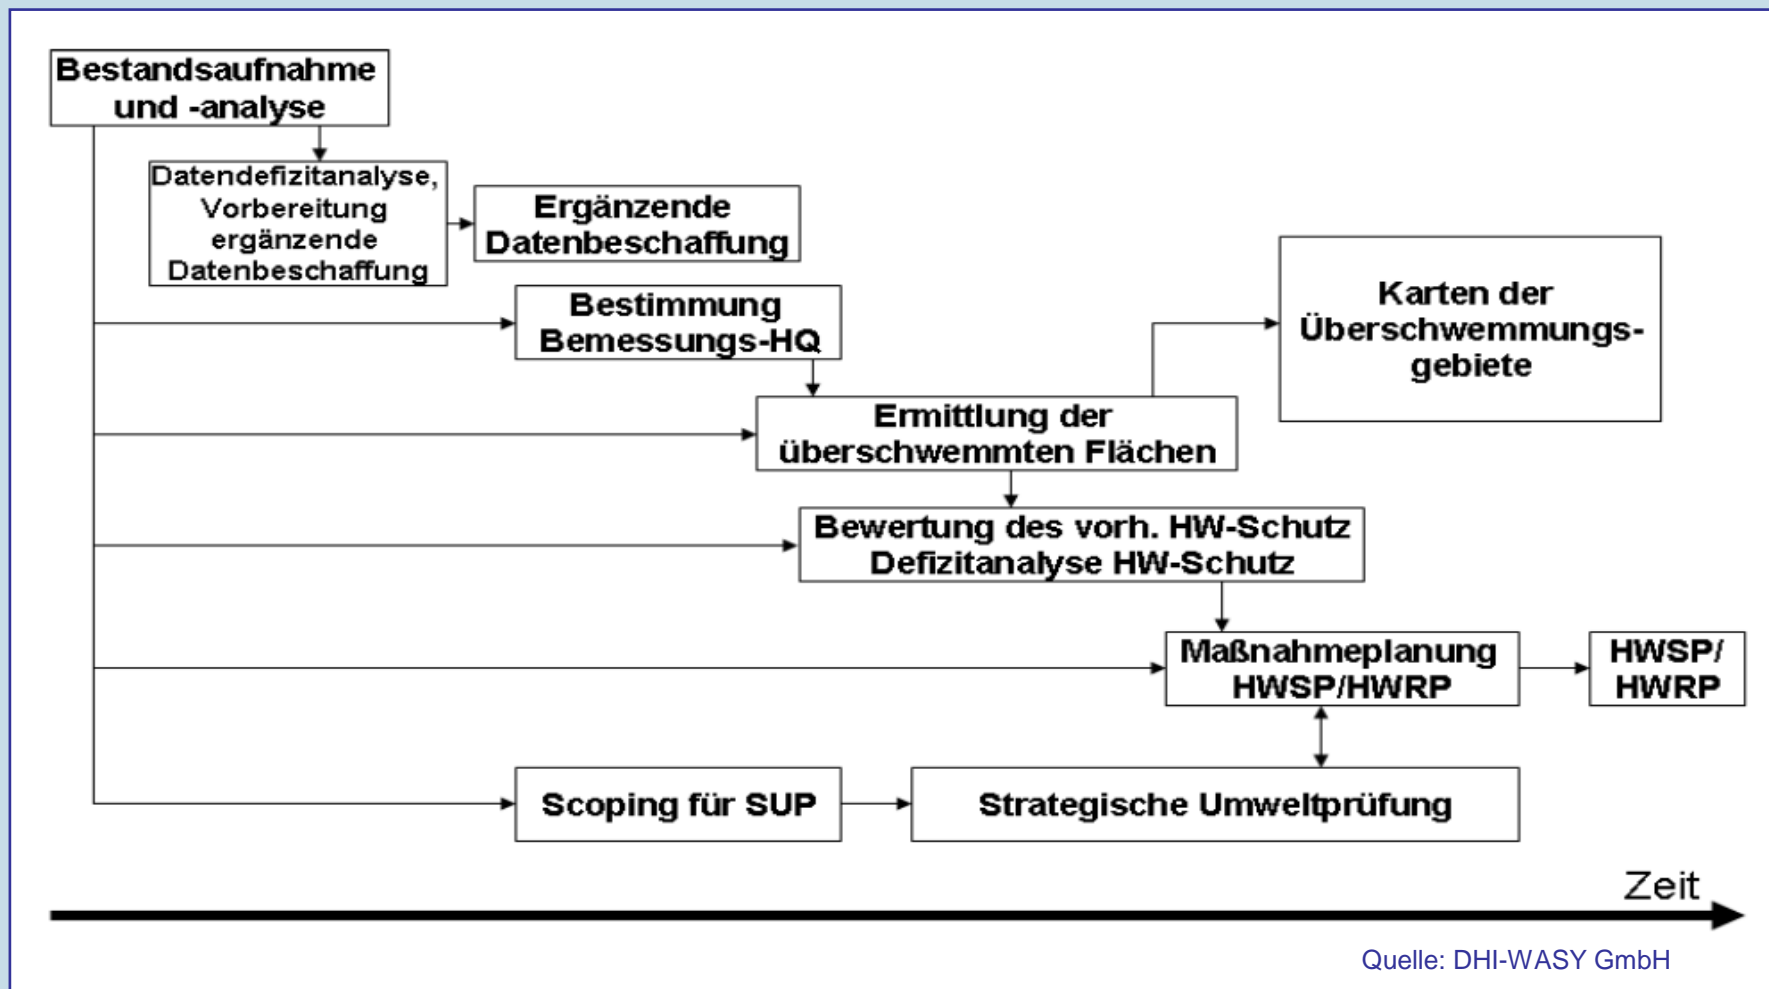 Bestandsaufnahme
und -analyse
Datendefizitanalyse,
Vorbereitung
ergänzende
Datenbeschaffung
Ergänzende
Datenbeschaffung
Bestimmung
Bemessungs-HQ
Karten der
Überschwemmungs-
gebiete
Ermittlung der
überschwemmten Flächen
Bewertung des vorh. HW-Schutz
Defizitanalyse HW-Schutz
Maßnahmeplanung
HWSP/HWRP
HWSP/
HWRP
Scoping für SUP
Strategische Umweltprüfung
Zeit
Quelle: DHI-WASY GmbH